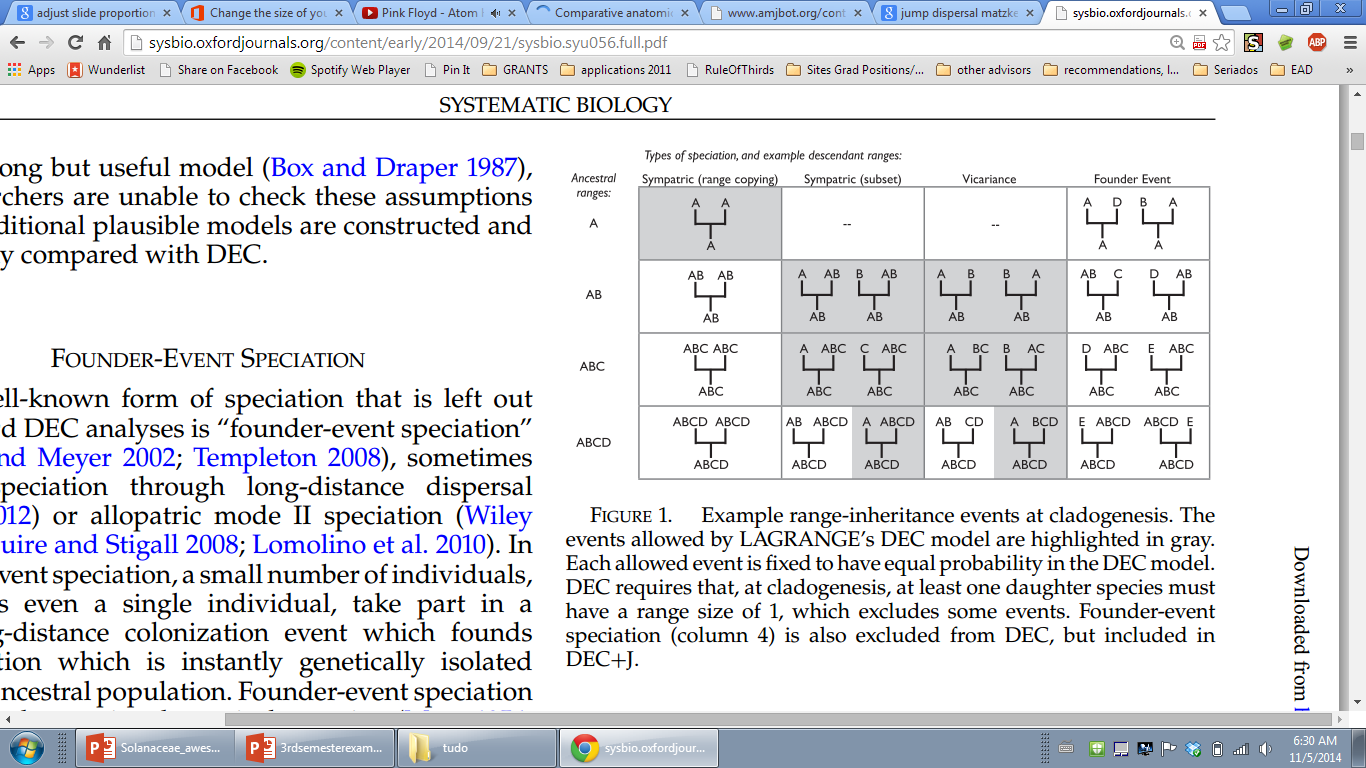 adjust slide proportion
Change the size of you
Pink Floyd - Atom
Comparative anatomic
www.amjbot.org/cont
jump dispersal matzke
sysbio.oxfordjournals.c
sysbio.oxfordjournals.org/content/early/2014/09/21/sysbio.syu056.full.pdf
Apps Wunderlist Share on Facebook Spotify Web Player Pin It GRANTS applications 2011 RuleOfThirds Sites Grad Positions/... other advisors recommendations, l... Seriados EAD »
SYSTEMATIC BIOLOGY
ong but useful model (Box and Draper 1987),
rchers are unable to check these assumptions
ditional plausible models are constructed and
y compared with DEC.
FOUNDER-EVENT SPECIATION
ell-known form of speciation that is left out
d DEC analyses is “founder-event speciation”
nd Meyer 2002; Templeton 2008), sometimes
speciation through long-distance dispersal
012) or allopatric mode II speciation (Wiley
uire and Stigall 2008; Lomolino et al. 2010). In
vent speciation, a small number of individuals,
s even a single individual, take part in a
g-distance colonization event which founds
tion which is instantly genetically isolated
ancestral population. Founder-event speciation
Types of speciation, and example descendant ranges:
Ancestral
ranges:
Sympatric (range copying) Sympatric (subset) Vicariance Founder Event
A A A D B A
A -- --
A A A
AB AB A AB B AB A B B A AB C D AB
AB
AB AB AB AB AB AB AB
ABC ABC A ABC C ABC A BC B AC D ABC E ABC
ABC
ABC ABC ABC ABC ABC ABC ABC
ABCD ABCD AB ABCD A ABCD AB CD A BCD E ABCD ABCD E
ABCD
ABCD ABCD ABCD ABCD ABCD ABCD ABCD
FIGURE 1. Example range-inheritance events at cladogenesis. The
events allowed by LAGRANGE’s DEC model are highlighted in gray.
Each allowed event is fixed to have equal probability in the DEC model.
DEC requires that, at cladogenesis, at least one daughter species must
have a range size of 1, which excludes some events. Founder-event
speciation (column 4) is also excluded from DEC, but included in
DEC+J.
Downloaded from
Solanaceae_awes...
3rdsemesterexam...
tudo
sysbio.oxfordjour...
6:30 AM
11/5/2014